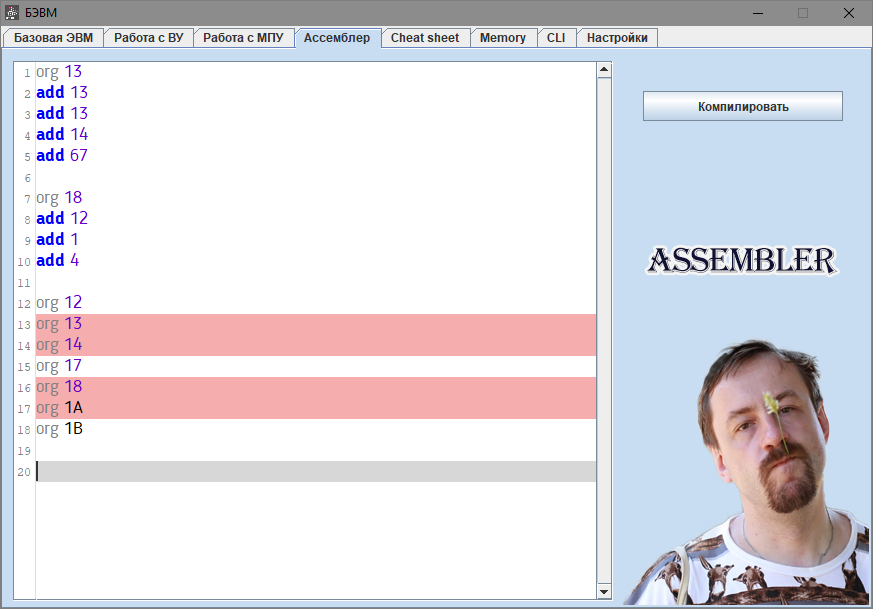 БЭВМ
Базовая ЭВМ Работа с ВУ Работа с МПУ Ассемблер Cheat sheet Memory CLI Настройки
1 org 13
2 add 13
3 add 13
4 add 14
5 add 67
6
7 org 18
8 add 12
9 add 1
10 add 4
11
12 org 12
13 org 13
14 org 14
15 org 17
16 org 18
17 org 1A
18 org 1B
19
20
Компилировать
ASSEMBLER